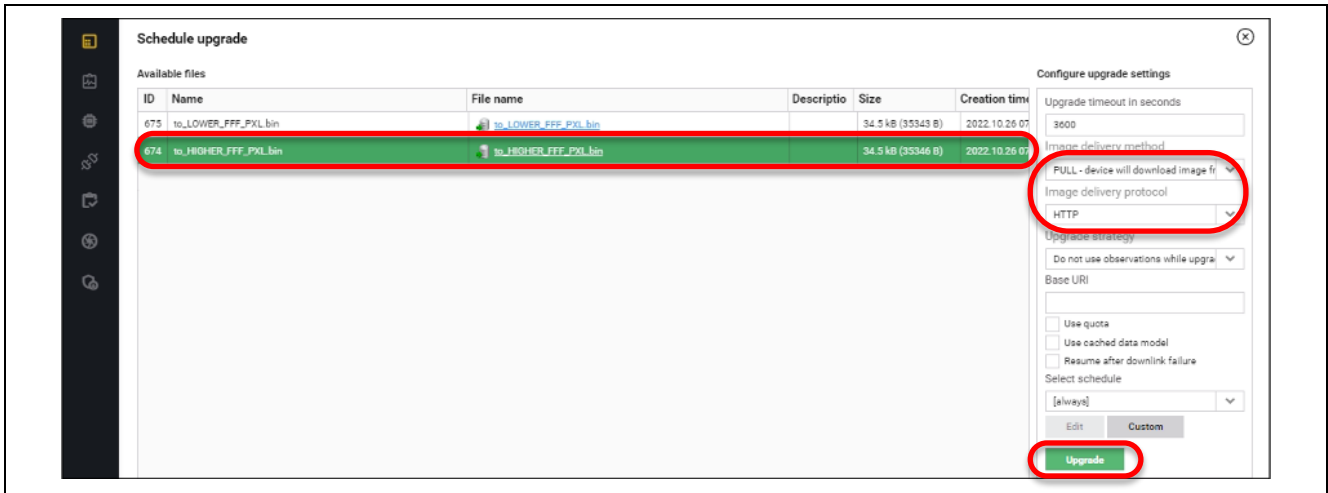 Schedule upgrade
Available files
Configure upgrade settings
ID Name File name Descriptio Size Creation time
675 to_LOWER_FFF_PXL.bin to_LOWER_FFF_PXL.bin 34.5 kB (35343 B) 2022.10.26 07
674 to_HIGHER_FFF_PXL.bin to_HIGHER_FFF_PXL.bin 34.5 kB (35346 B) 2022.10.26 07
Upgrade timeout in seconds
3600
Image delivery method
PULL - device will download image fr
Image delivery protocol
HTTP
Upgrade strategy
Do not use observations while upgra
Base URI
Use quota
Use cached data model
Resume after downlink failure
Select schedule
[always]
Edit Custom
Upgrade